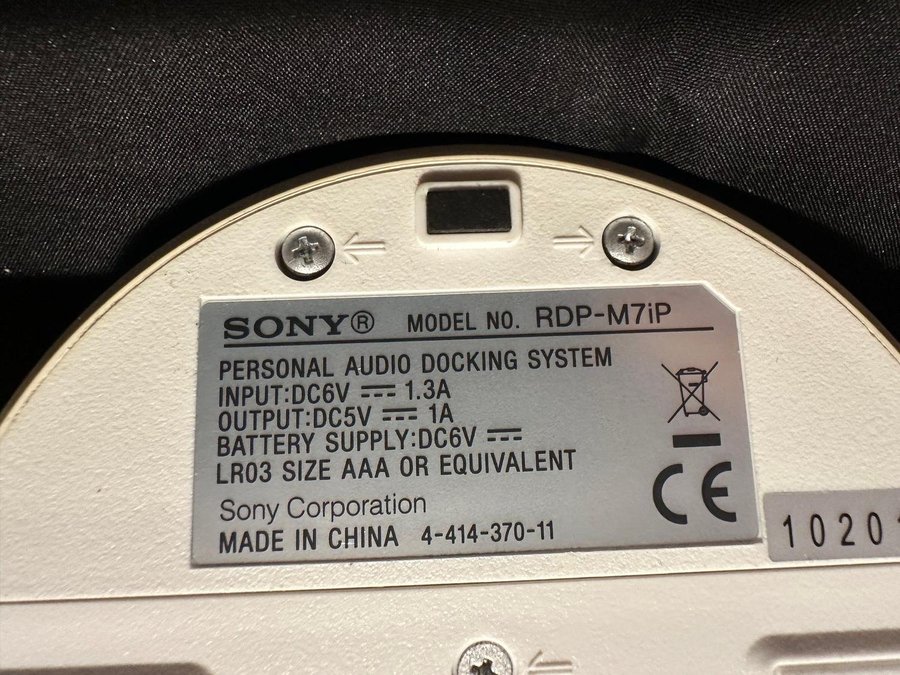 SONY® MODEL NO. RDP-M7iP
PERSONAL AUDIO DOCKING SYSTEM
INPUT:DC6V ⎓ 1.3A
OUTPUT:DC5V ⎓ 1A
BATTERY SUPPLY:DC6V ⎓
LR03 SIZE AAA OR EQUIVALENT
Sony Corporation
MADE IN CHINA 4-414-370-11
CE